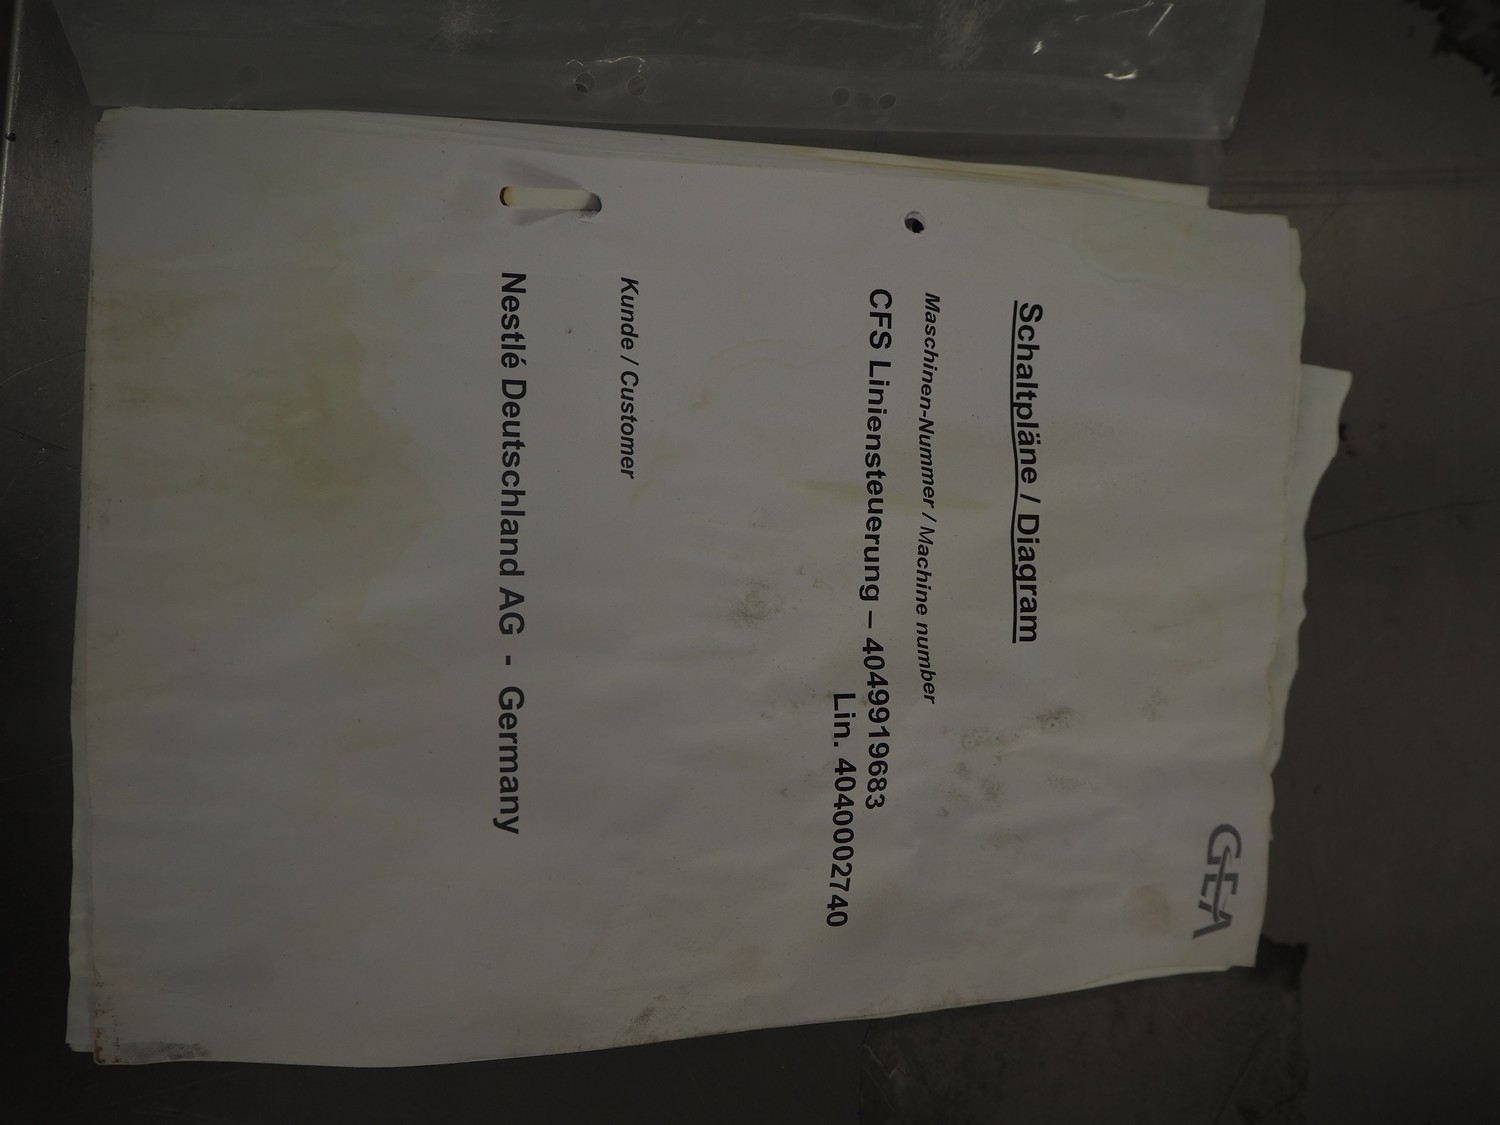 GEA
Schaltpläne / Diagram
Maschinen-Nummer / Machine number
CFS Liniensteuerung – 4049919683
Lin. 4040002740
Kunde / Customer
Nestlé Deutschland AG - Germany